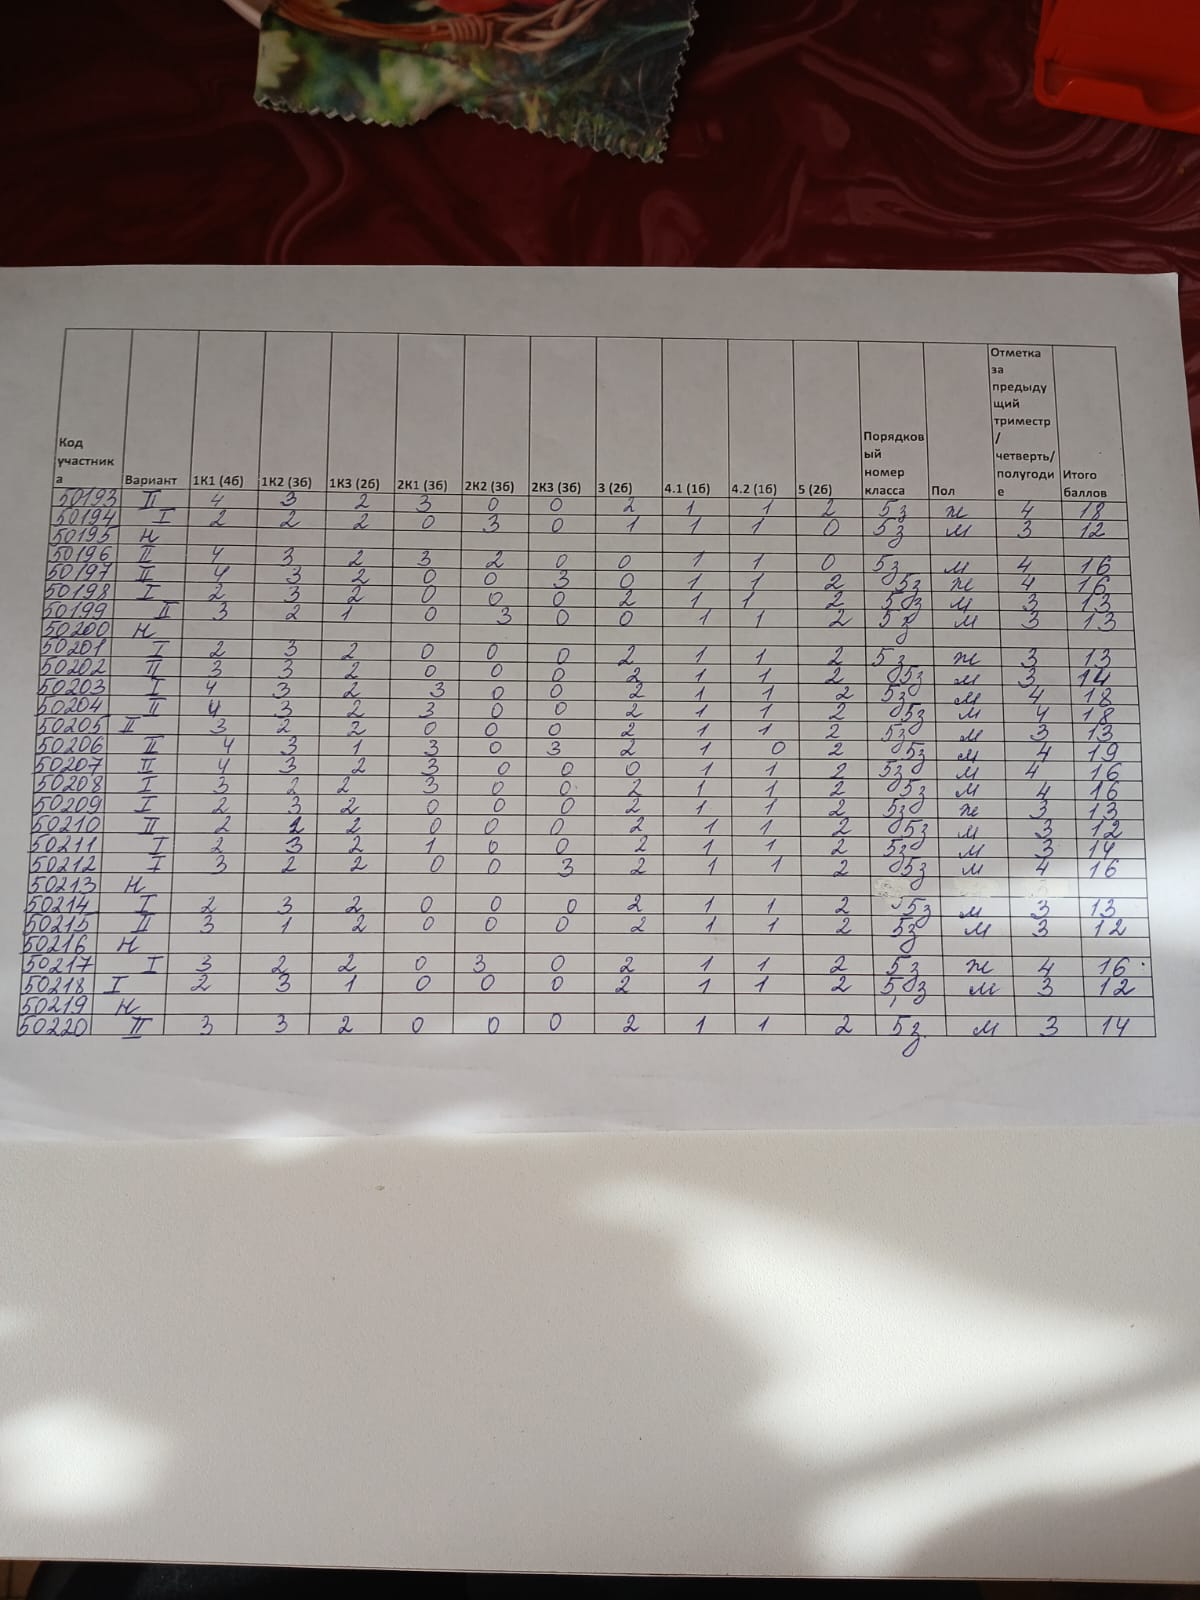 Код участника Вариант 1К1 (4б) 1К2 (3б) 1К3 (2б) 2К1 (3б) 2К2 (3б) 2К3 (3б) 3 (2б) 4.1 (1б) 4.2 (1б) 5 (2б) Порядковый номер класса Пол Отметка за предыдущий триместр/четверть/полугодие Итого баллов
50193 II 4 3 2 3 0 0 2 1 1 2 5з ж 4 18
50194 I 2 2 2 0 3 0 1 1 1 0 5з м 3 12
50195 н
50196 II 4 3 2 3 2 0 0 1 1 0 5з м 4 16
50197 II 4 3 2 0 0 3 0 1 1 2 5з ж 4 16
50198 I 2 3 2 0 0 0 2 1 1 2 5з м 3 13
50199 II 3 2 1 0 3 0 0 1 1 2 5з м 3 13
50200 н
50201 I 2 3 2 0 0 0 2 1 1 2 5з ж 3 13
50202 II 3 3 2 0 0 0 2 1 1 2 5з м 3 14
50203 I 4 3 2 3 0 0 2 1 1 2 5з м 4 18
50204 II 4 3 2 3 0 0 2 1 1 2 5з м 4 18
50205 II 3 2 2 0 0 0 2 1 1 2 5з м 3 13
50206 II 4 3 1 3 0 3 2 1 0 2 5з м 4 19
50207 II 4 3 2 3 0 0 0 1 1 2 5з м 4 16
50208 I 3 2 2 3 0 0 2 1 1 2 5з м 4 16
50209 I 2 3 2 0 0 0 2 1 1 2 5з ж 3 13
50210 II 2 2 2 0 0 0 2 1 1 2 5з м 3 12
50211 I 2 3 2 1 0 0 2 1 1 2 5з м 3 14
50212 I 3 2 2 0 0 3 2 1 1 2 5з м 4 16
50213 н
50214 I 2 3 2 0 0 0 2 1 1 2 5з м 3 13
50215 II 3 1 2 0 0 0 2 1 1 2 5з м 3 12
50216 н
50217 I 3 2 2 0 3 0 2 1 1 2 5з ж 4 16
50218 I 2 3 1 0 0 0 2 1 1 2 5з м 3 12
50219 н
50220 II 3 3 2 0 0 0 2 1 1 2 5з. м 3 14